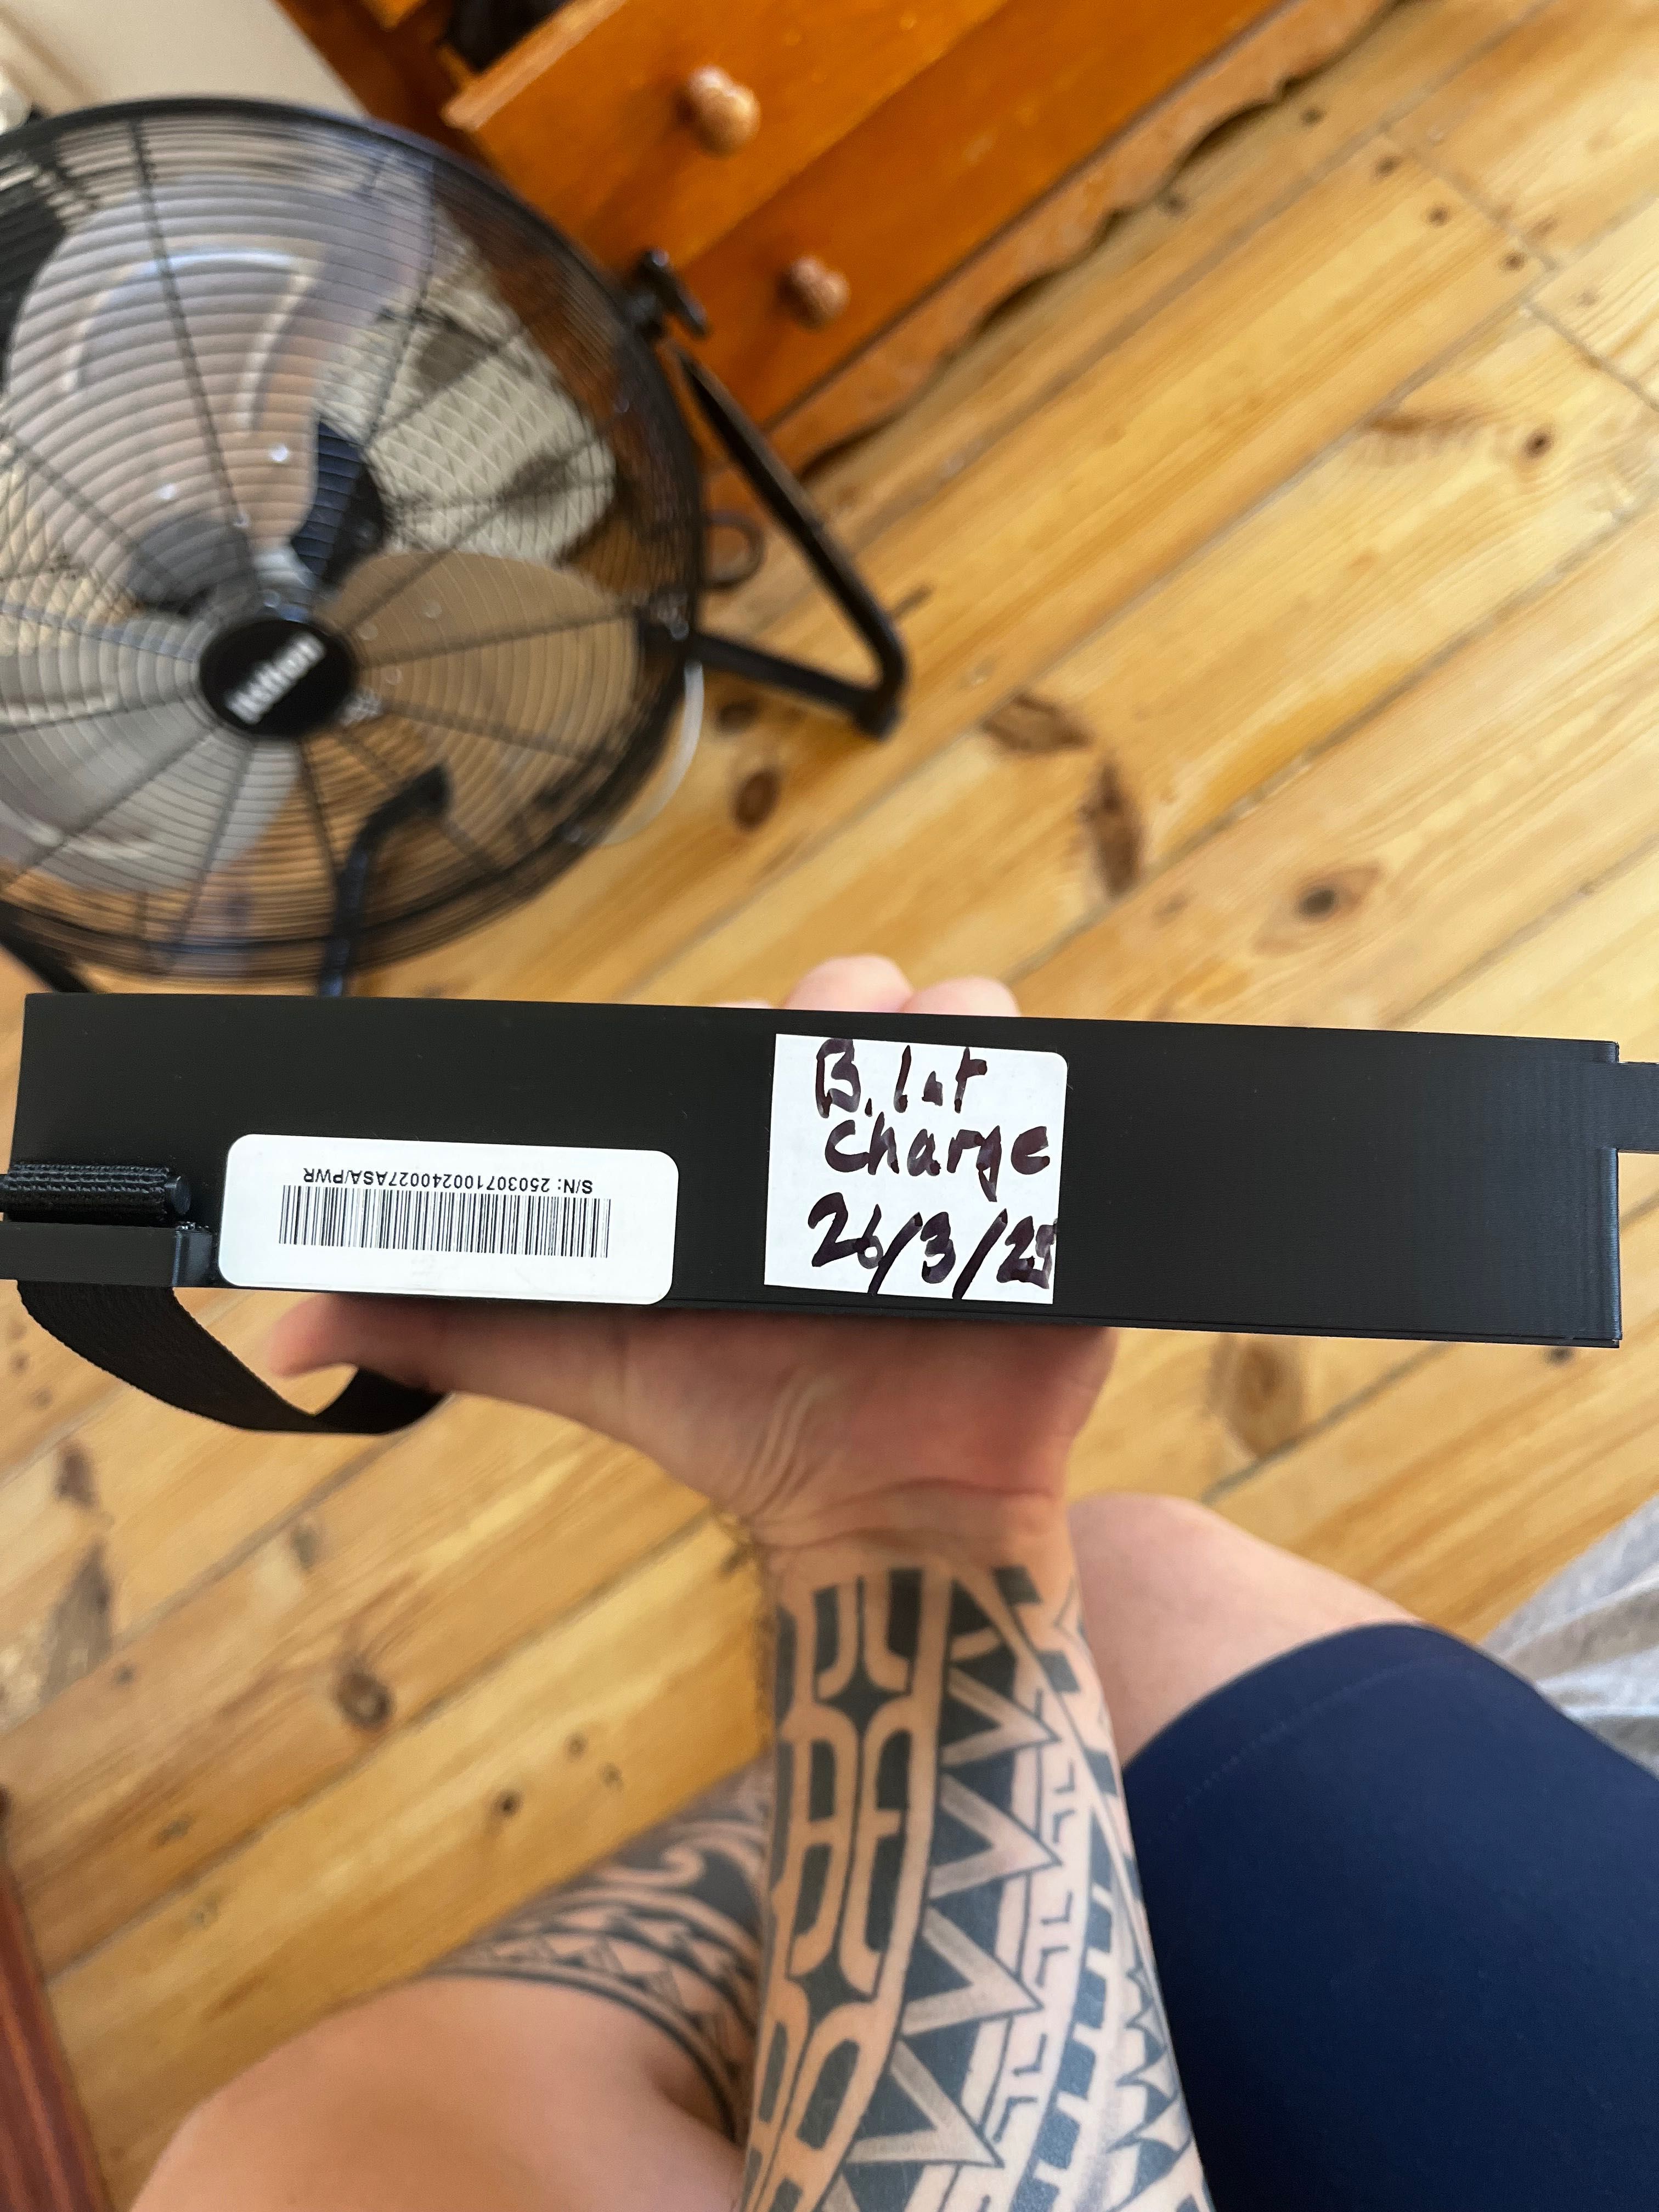 B. 1st
charge
26/3/25
S/N: 250307100240027ASA/PWR